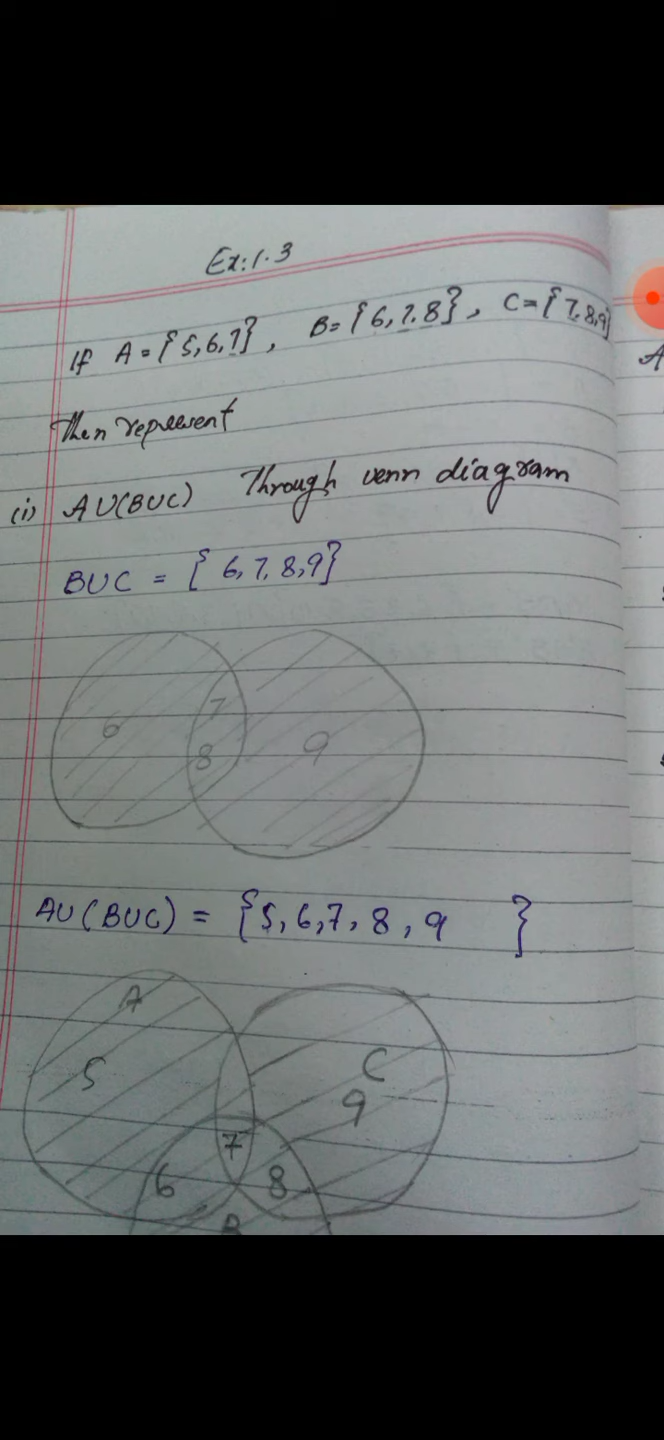 Ex:1.3
If A = {5,6,7}, B= {6,7,8}, C={7,8,9}
Then represent
(i) AU(BUC) Through venn diagram
BUC = { 6,7,8,9}
6 7 8 9
AU(BUC) = {5,6,7,8,9 }
A
5
C
9
7
6 8
B
A